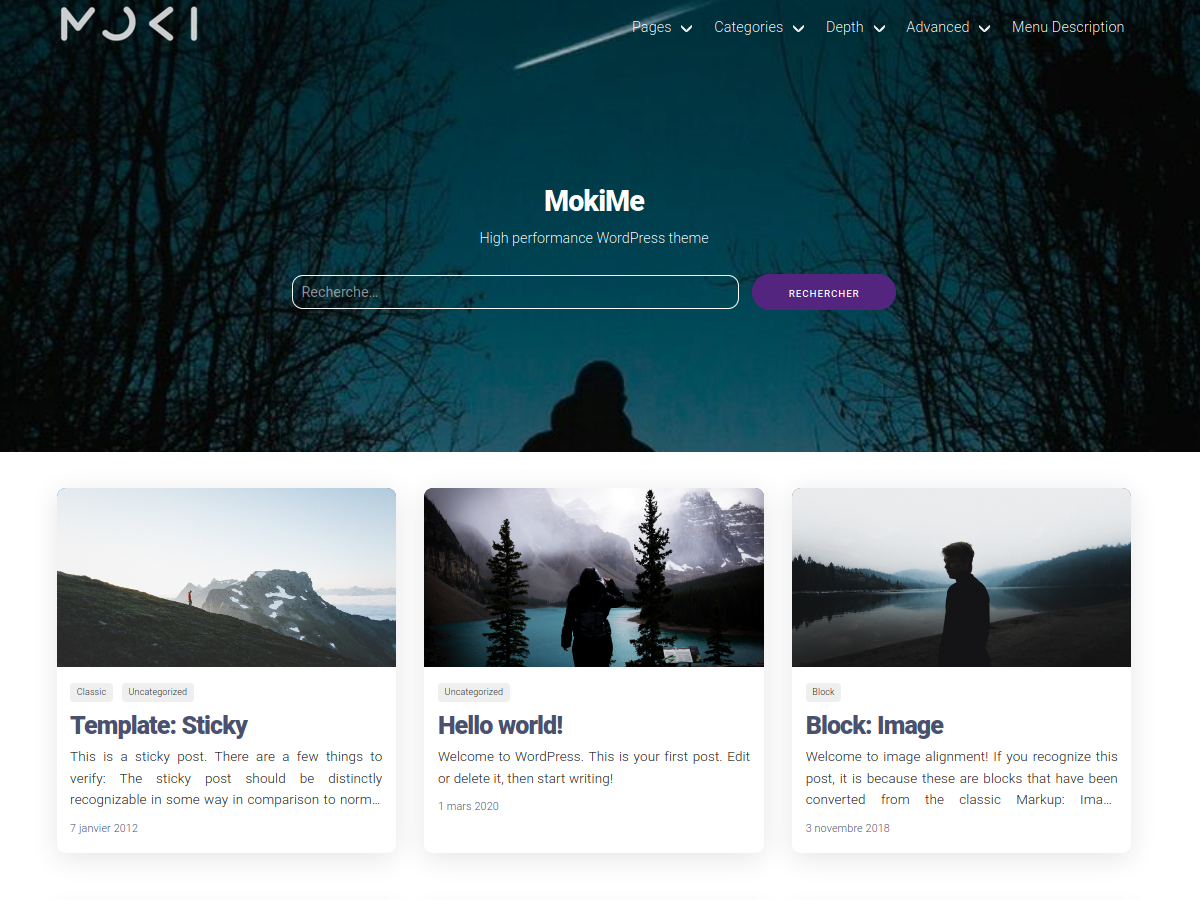 MOKI
Pages Categories Depth Advanced Menu Description
MokiMe
High performance WordPress theme
Recherche...
RECHERCHER
Classic Uncategorized
Template: Sticky
This is a sticky post. There are a few things to
verify: The sticky post should be distinctly
recognizable in some way in comparison to norm...
7 janvier 2012
Uncategorized
Hello world!
Welcome to WordPress. This is your first post. Edit
or delete it, then start writing!
1 mars 2020
Block
Block: Image
Welcome to image alignment! If you recognize this
post, it is because these are blocks that have been
converted from the classic Markup: Ima...
3 novembre 2018